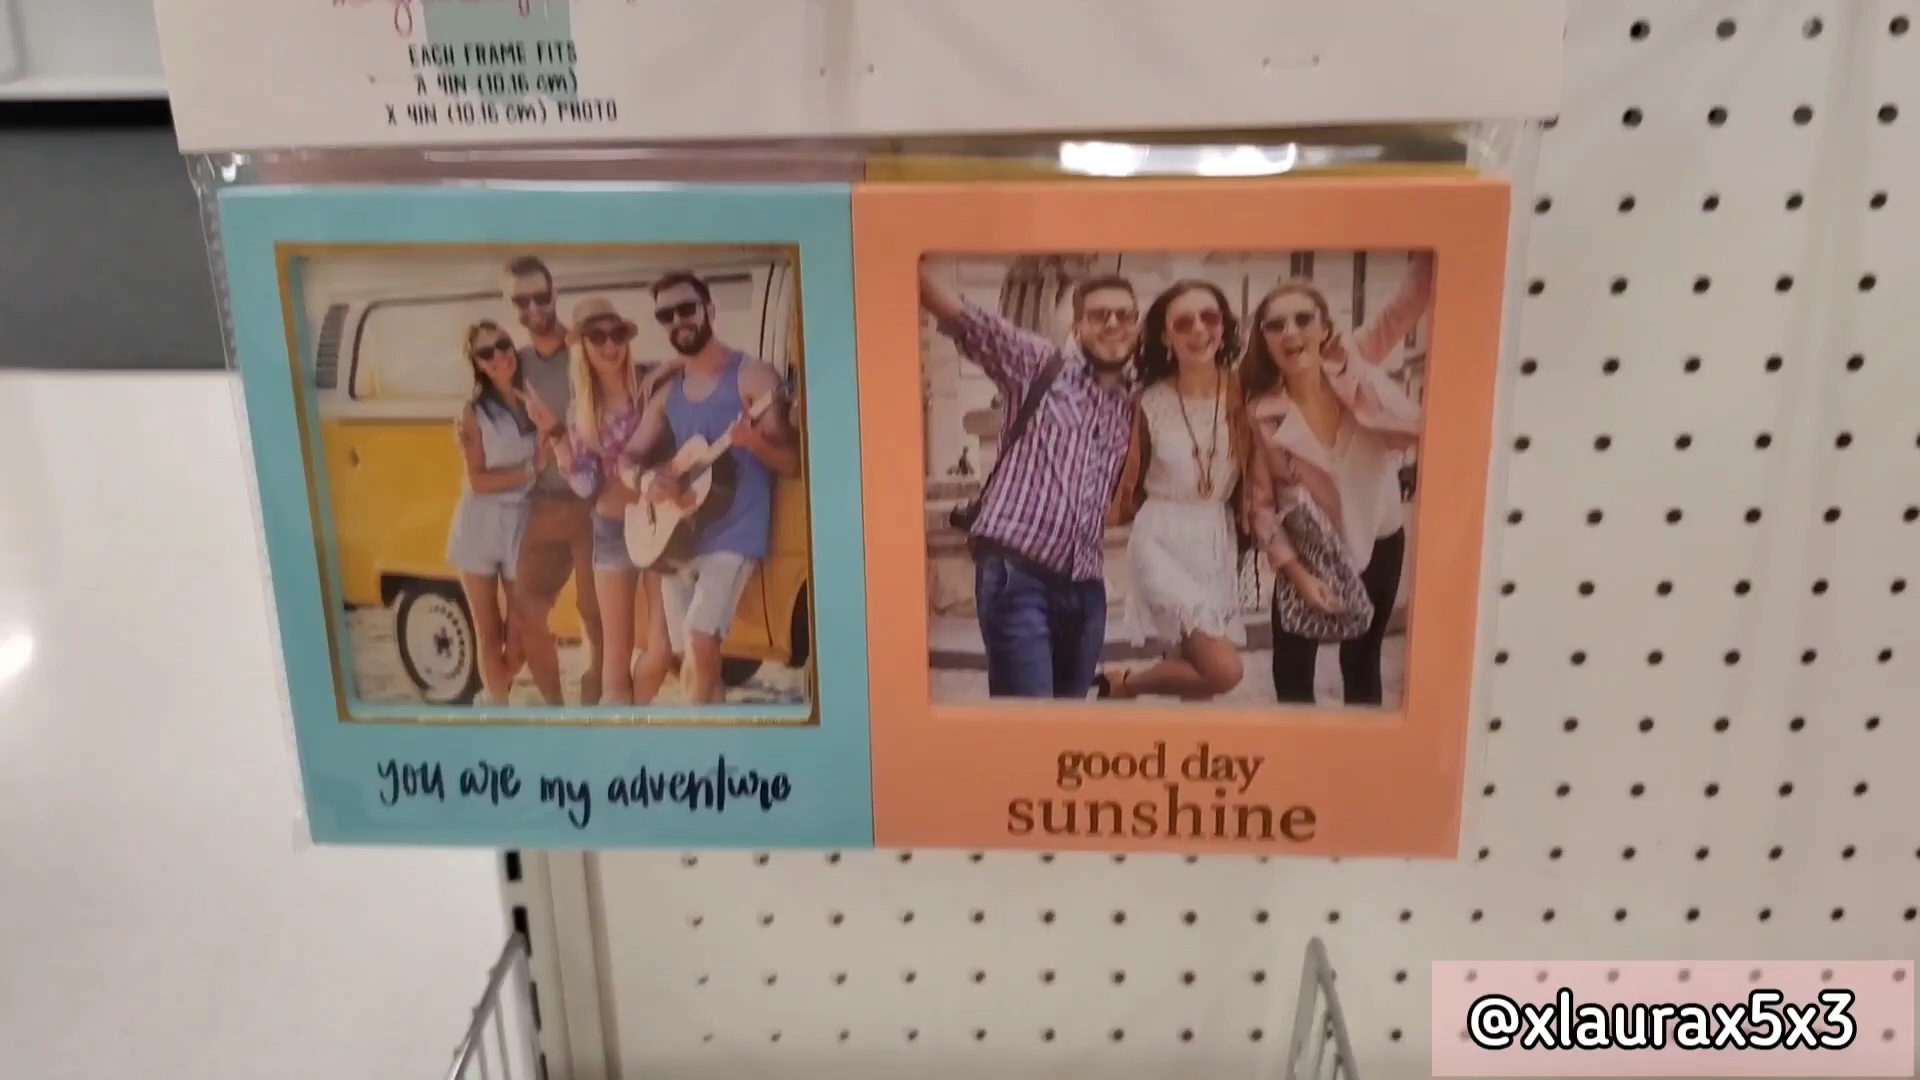 EACH FRAME FITS
A 4IN (10.16 cm)
X 4IN (10.16 cm) PHOTO
you are my adventure
good day
sunshine
@xlaurax5x3